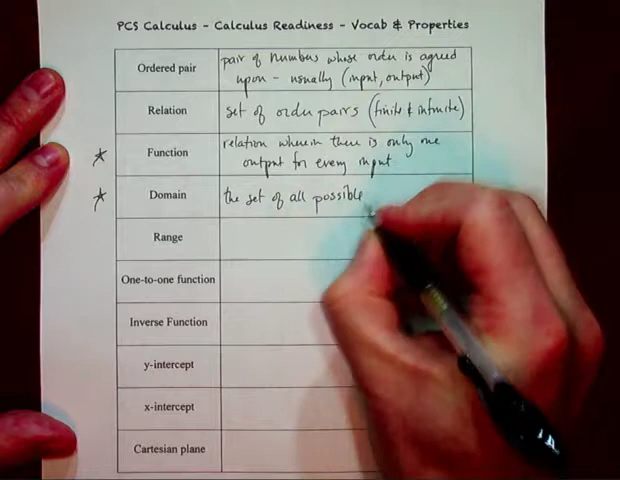 PCS Calculus - Calculus Readiness - Vocab & Properties
Ordered pair
pair of numbers whose order is agreed
upon - usually (input, output)
Relation
set of order pairs (finite & infinite)
Function
relation wherein there is only one
output for every input
Domain
the set of all possible
Range
One-to-one function
Inverse Function
y-intercept
x-intercept
Cartesian plane